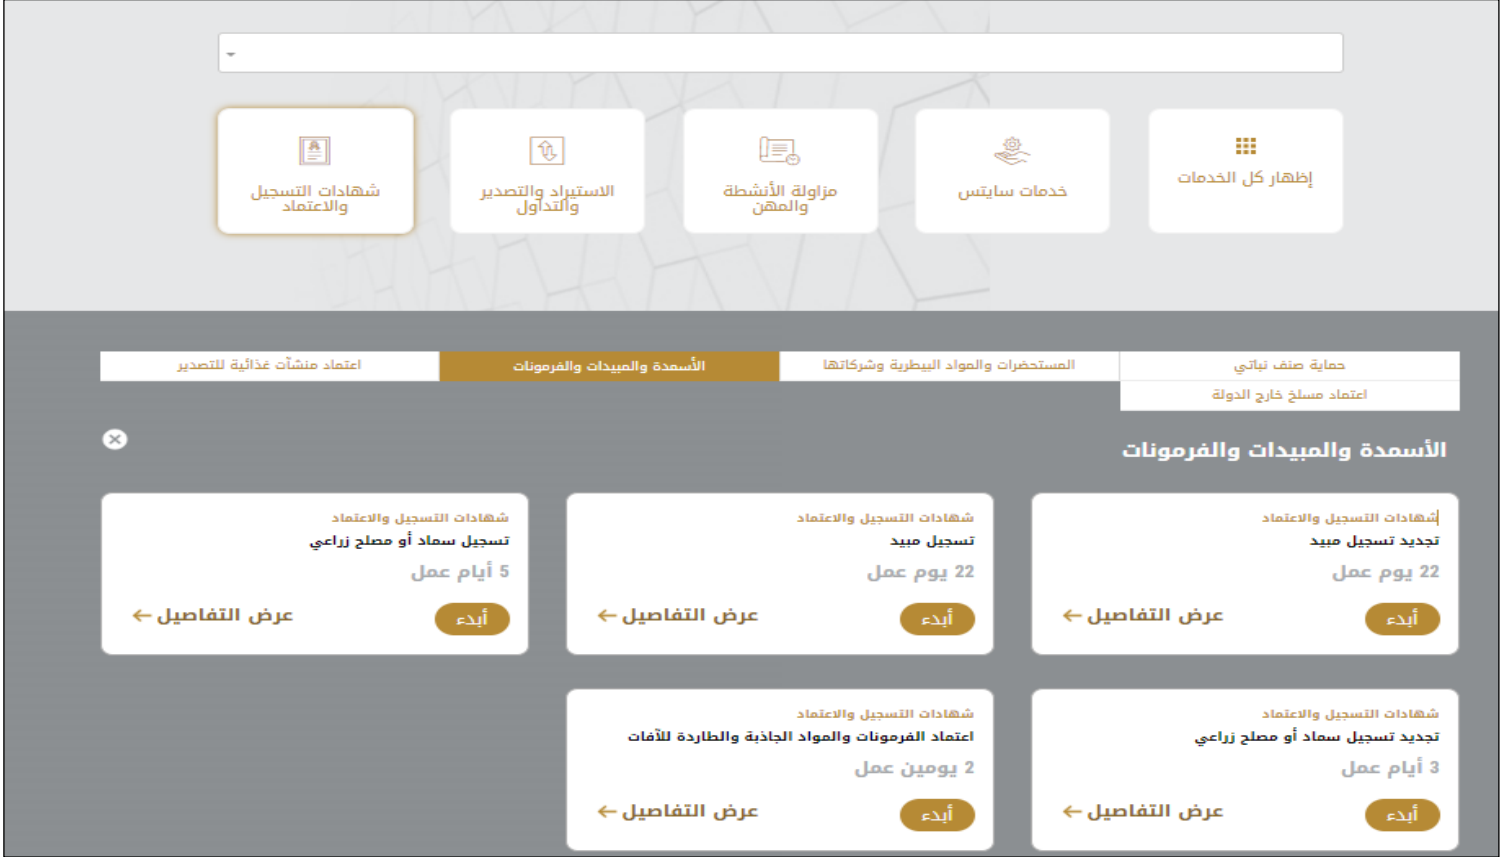 إظهار كل الخدمات
خدمات سايتس
مزاولة الأنشطة
والمهن
الاستيراد والتصدير
والتداول
شهادات التسجيل
والاعتماد
حماية صنف نباتي
المستحضرات والمواد البيطرية وشركاتها
الأسمدة والمبيدات والفرمونات
اعتماد منشآت غذائية للتصدير
اعتماد مسلخ خارج الدولة
الأسمدة والمبيدات والفرمونات
شهادات التسجيل والاعتماد
تجديد تسجيل مبيد
22 يوم عمل
أبدء
عرض التفاصيل
شهادات التسجيل والاعتماد
تسجيل مبيد
22 يوم عمل
أبدء
عرض التفاصيل
شهادات التسجيل والاعتماد
تسجيل سماد أو مصلح زراعي
5 أيام عمل
أبدء
عرض التفاصيل
شهادات التسجيل والاعتماد
تجديد تسجيل سماد أو مصلح زراعي
3 أيام عمل
أبدء
عرض التفاصيل
شهادات التسجيل والاعتماد
اعتماد الفرمونات والمواد الجاذبة والطاردة للآفات
2 يومين عمل
أبدء
عرض التفاصيل